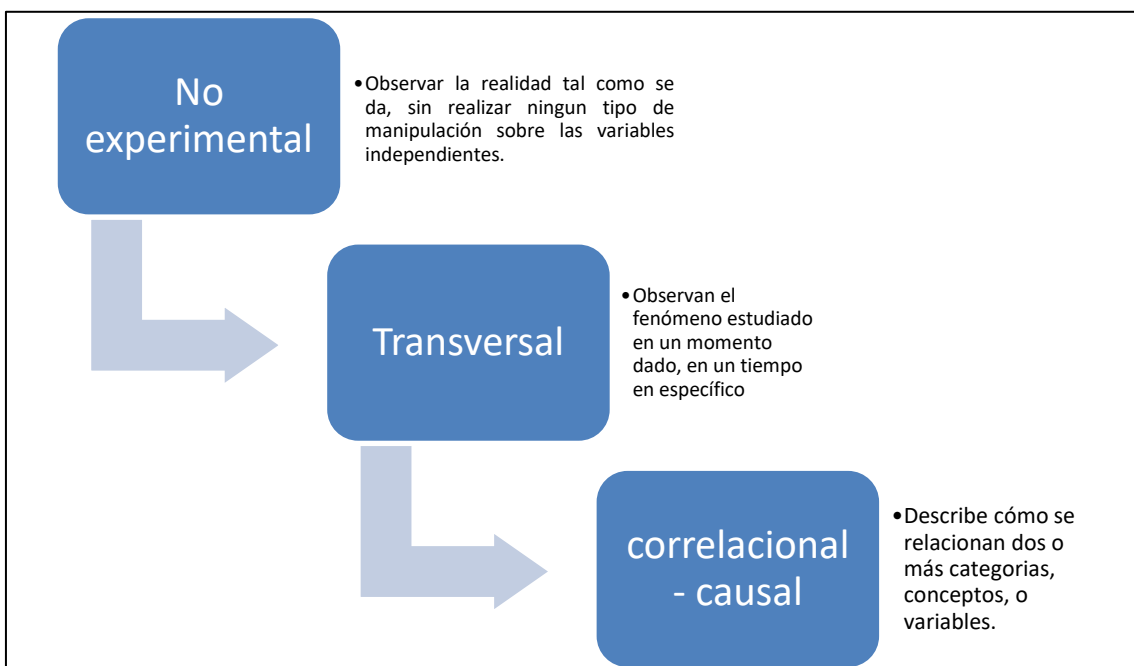 No
experimental
•Observar la realidad tal como se
da, sin realizar ningun tipo de
manipulación sobre las variables
independientes.
Transversal
•Observan el
fenómeno estudiado
en un momento
dado, en un tiempo
en específico
correlacional
- causal
•Describe cómo se
relacionan dos o
más categorias,
conceptos, o
variables.